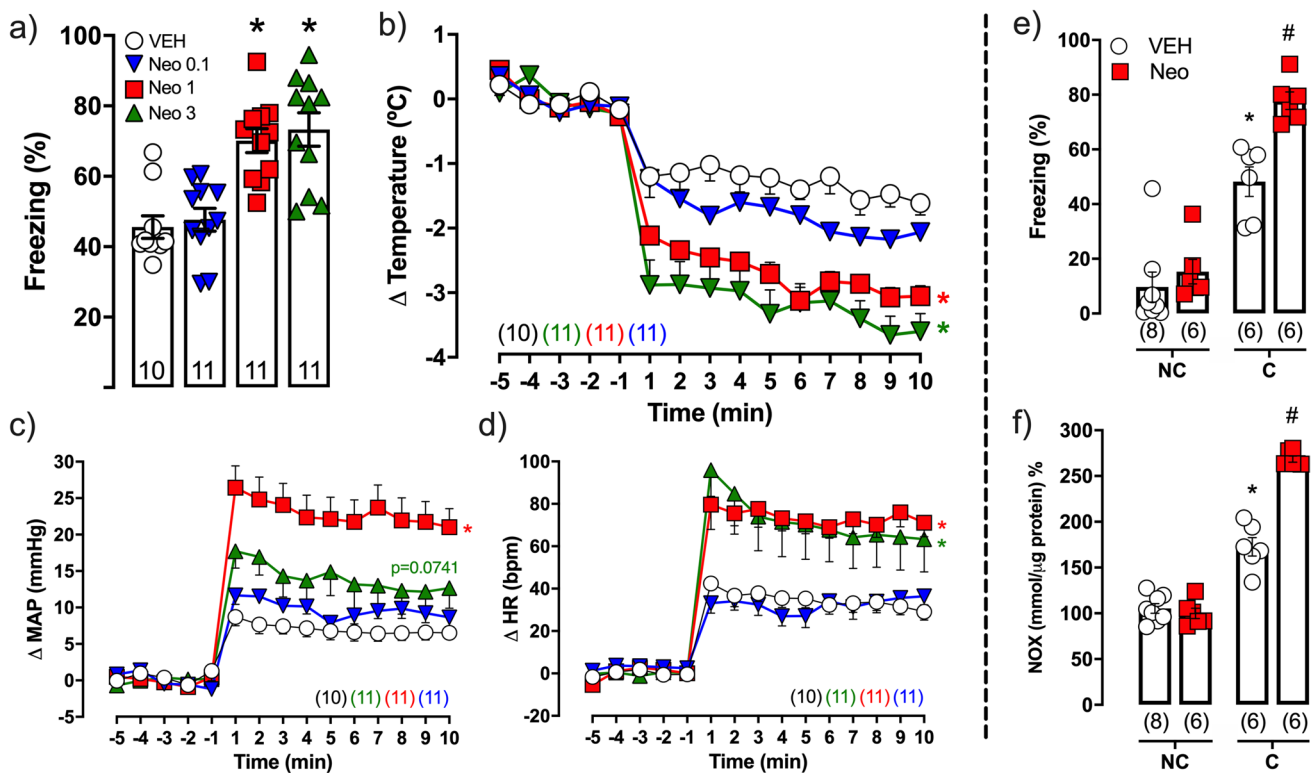 a)
Freezing (%)
100
80
60
40
20
VEH
Neo 0.1
Neo 1
Neo 3
*
*
10
11
11
11
b)
Δ Temperature (ºC)
1
0
-1
-2
-3
-4
*
*
(10) (11) (11) (11)
-5 -4 -3 -2 -1 1 2 3 4 5 6 7 8 9 10
Time (min)
c)
Δ MAP (mmHg)
30
25
20
15
10
5
0
-5
*
p=0.0741
(10) (11) (11) (11)
-5 -4 -3 -2 -1 1 2 3 4 5 6 7 8 9 10
Time (min)
d)
Δ HR (bpm)
100
80
60
40
20
0
-20
*
*
(10) (11) (11) (11)
-5 -4 -3 -2 -1 1 2 3 4 5 6 7 8 9 10
Time (min)
e)
Freezing (%)
100
80
60
40
20
0
VEH
Neo
*
#
(8) (6) (6) (6)
NC C
f)
NOX (mmol/μg protein) %
300
250
200
150
100
50
0
*
#
(8) (6) (6) (6)
NC C